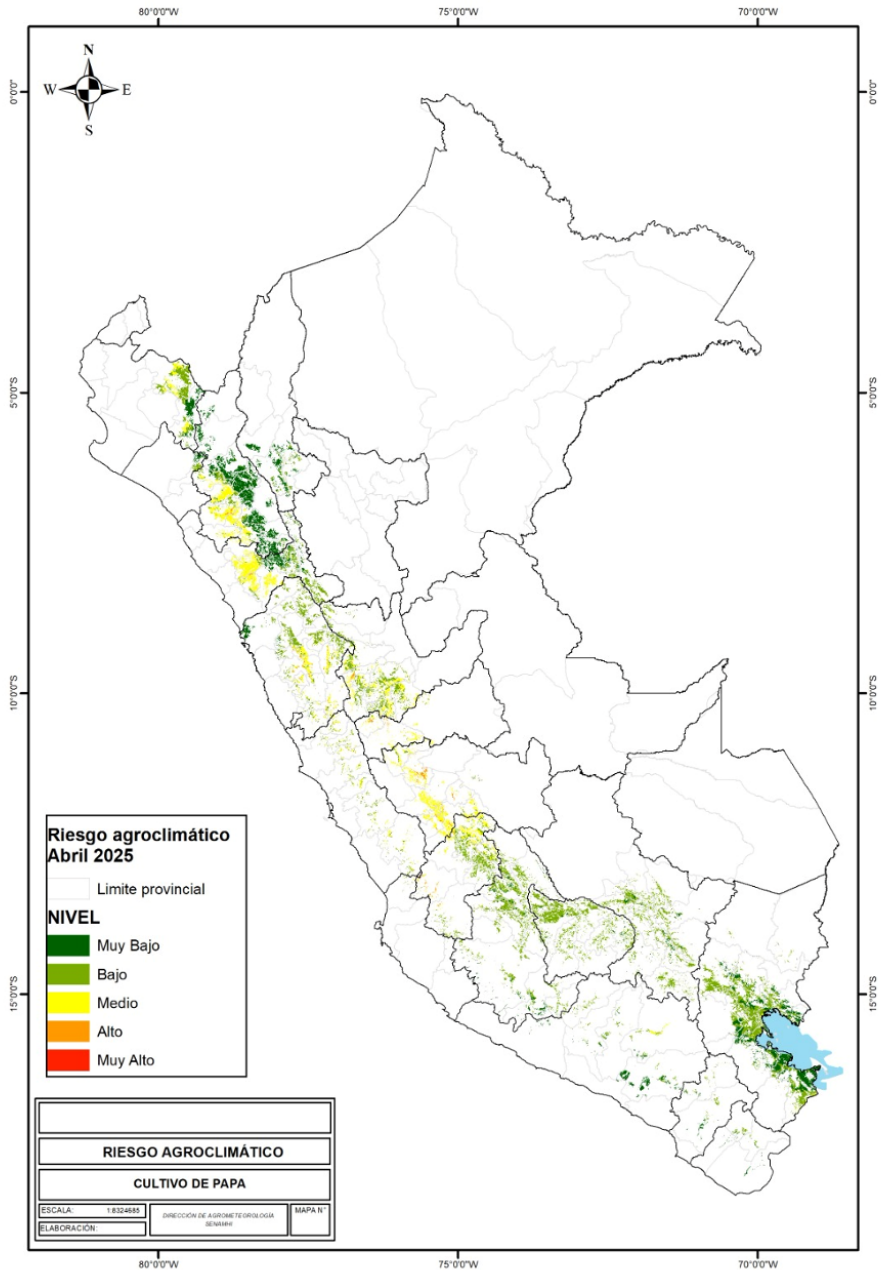 80°0'0"W 75°0'0"W 70°0'0"W
N
W E
S
0°0'0" 0°0'0"
5°0'0"S 5°0'0"S
10°0'0"S 10°0'0"S
15°0'0"S 15°0'0"S
Riesgo agroclimático
Abril 2025
Limite provincial
NIVEL
Muy Bajo
Bajo
Medio
Alto
Muy Alto
RIESGO AGROCLIMÁTICO
CULTIVO DE PAPA
ESCALA: 1:8324685
DIRECCIÓN DE AGROMETEOROLOGIA
SENAMHI
MAPA N°
ELABORACIÓN:
80°0'0"W 75°0'0"W 70°0'0"W